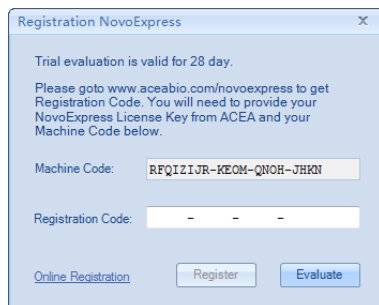 Registration NovoExpress
Trial evaluation is valid for 28 day.
Please goto www.aceabio.com/novoexpress to get
Registration Code. You will need to provide your
NovoExpress License Key from ACEA and your
Machine Code below.
Machine Code: RFQIZIJR-KEOM-QNOH-JHKN
Registration Code: - - -
Online Registration Register Evaluate